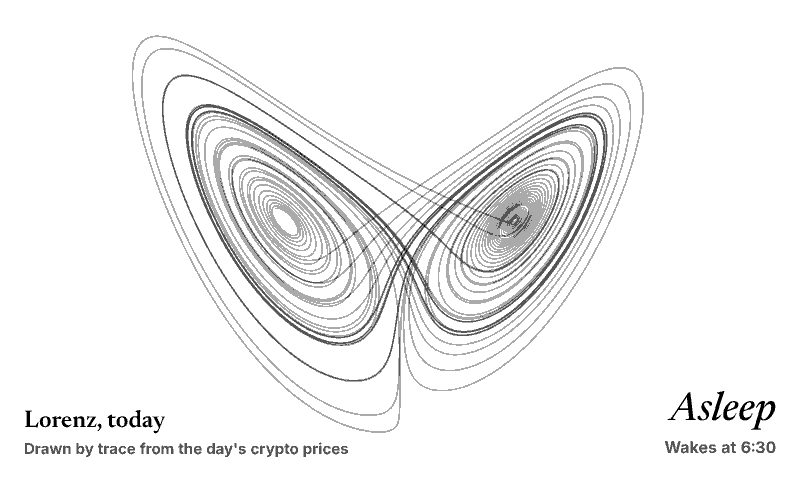 Lorenz, today
Drawn by trace from the day's crypto prices
Asleep
Wakes at 6:30